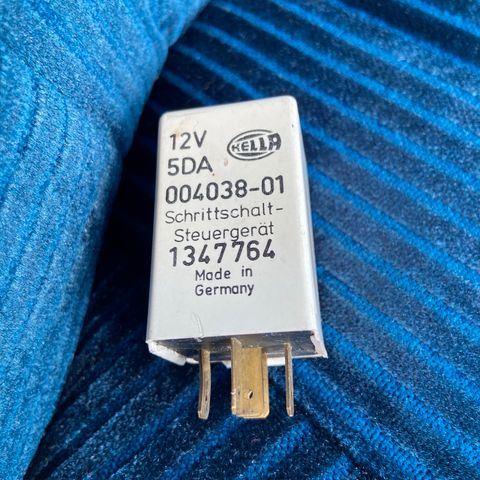 12V
HELLA
5DA
004038-01
Schrittschalt-
Steuergerät
1347764
Made in
Germany